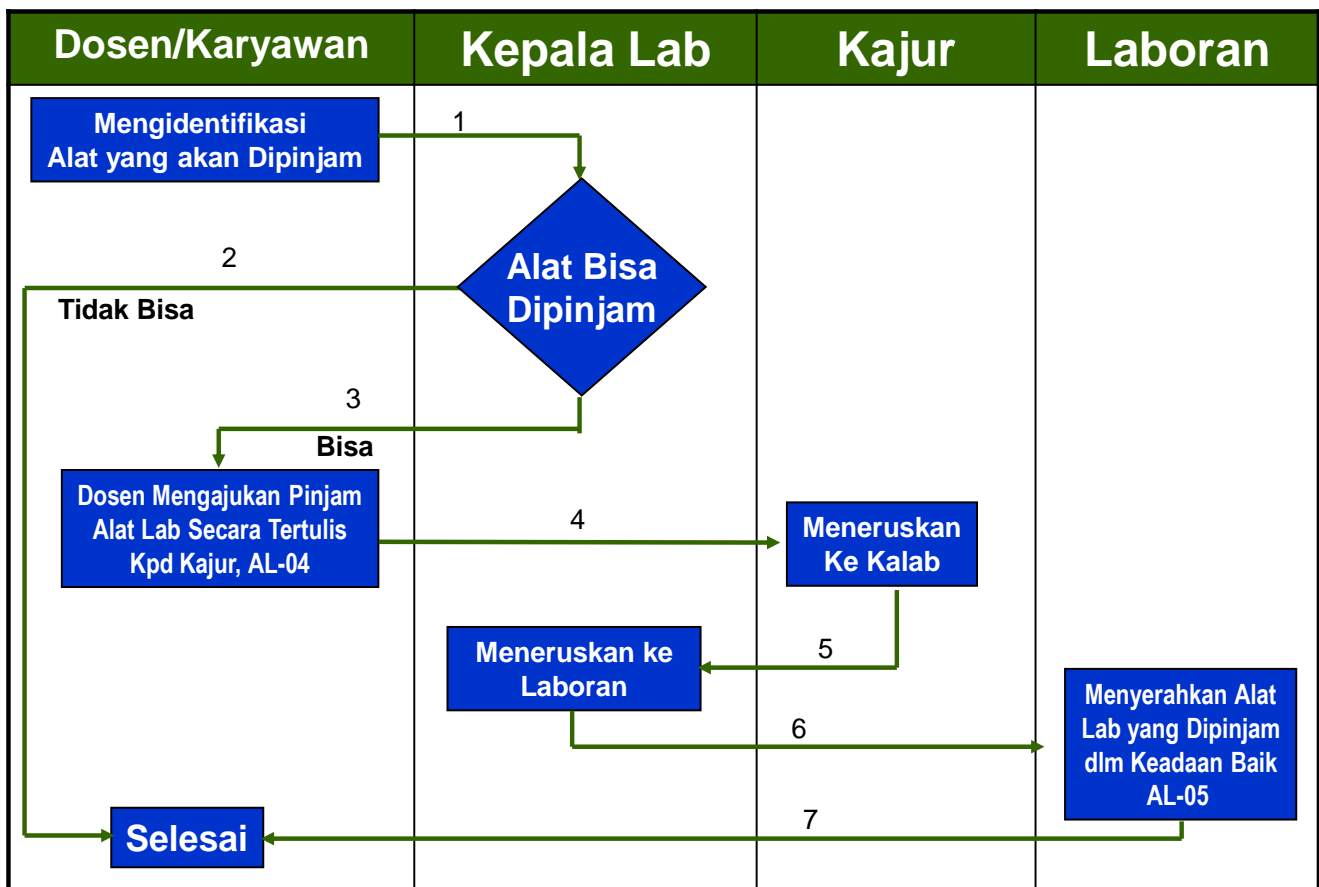 Dosen/Karyawan
Kepala Lab
Kajur
Laboran
Mengidentifikasi
Alat yang akan Dipinjam
1
Alat Bisa
Dipinjam
2
Tidak Bisa
3
Bisa
Dosen Mengajukan Pinjam
Alat Lab Secara Tertulis
Kpd Kajur, AL-04
4
Meneruskan
Ke Kalab
5
Meneruskan ke
Laboran
6
Menyerahkan Alat
Lab yang Dipinjam
dlm Keadaan Baik
AL-05
7
Selesai